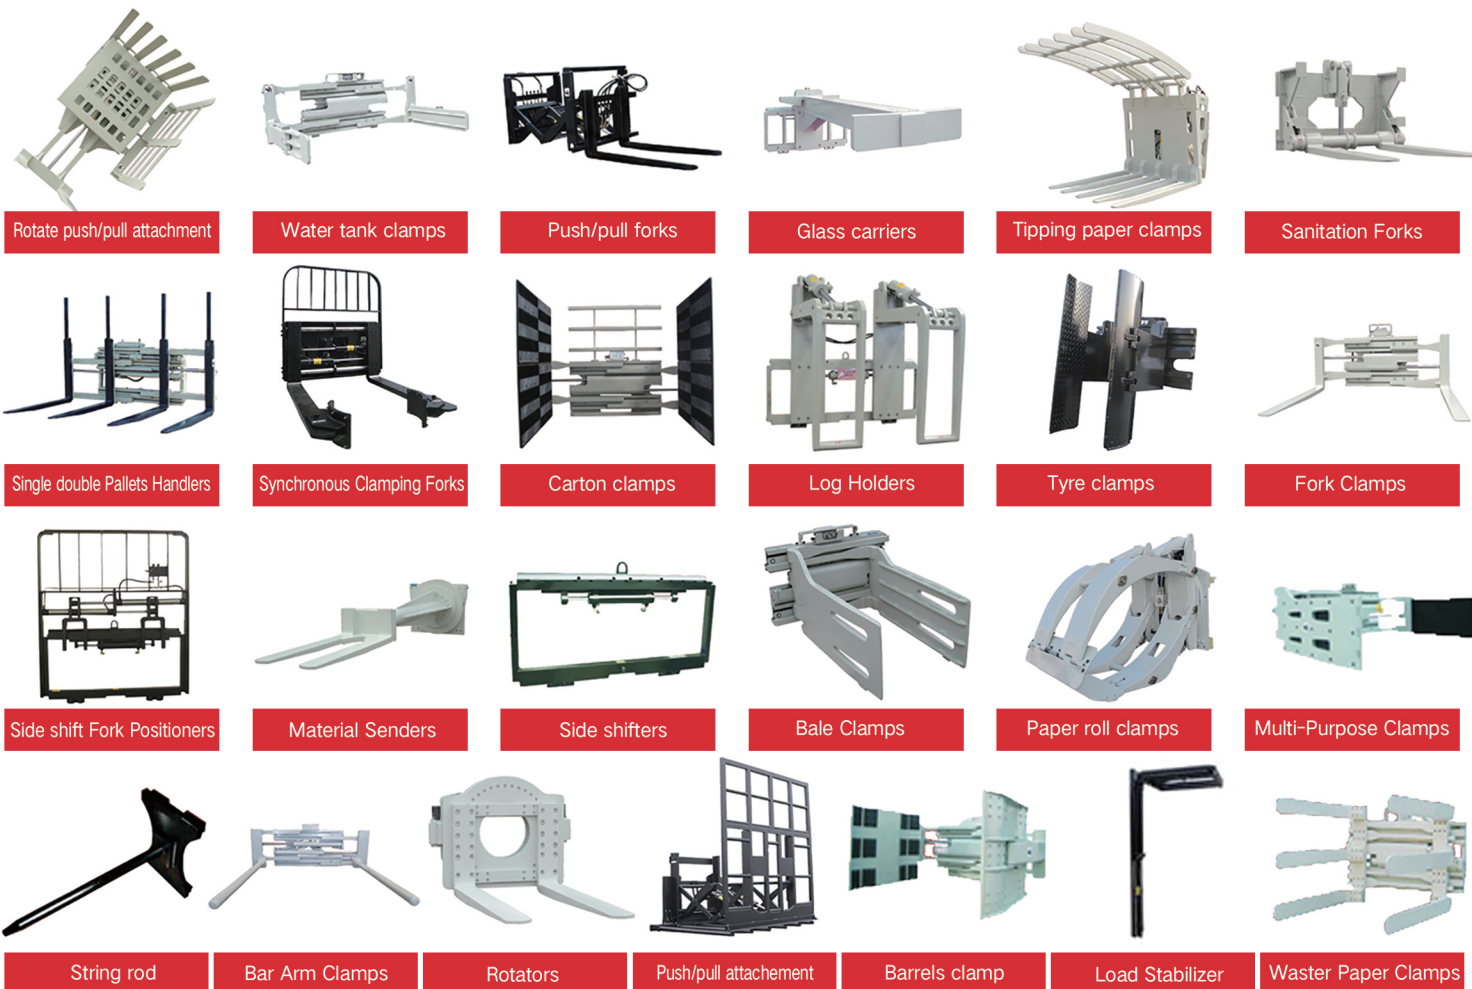 Rotate push/pull attachment
Water tank clamps
Push/pull forks
Glass carriers
Tipping paper clamps
Sanitation Forks
Single double Pallets Handlers
Synchronous Clamping Forks
Carton clamps
Log Holders
Tyre clamps
Fork Clamps
Side shift Fork Positioners
Material Senders
Side shifters
Bale Clamps
Paper roll clamps
Multi-Purpose Clamps
String rod
Bar Arm Clamps
Rotators
Push/pull attachement
Barrels clamp
Load Stabilizer
Waster Paper Clamps